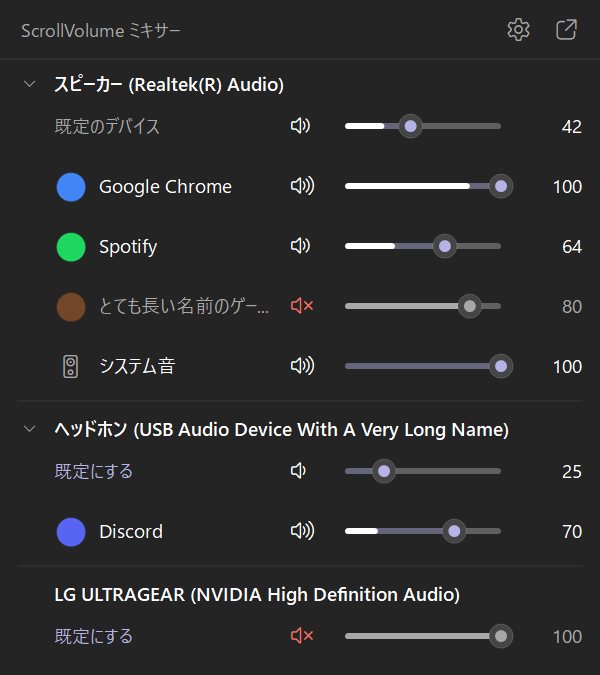 ScrollVolume ミキサー
スピーカー (Realtek(R) Audio)
既定のデバイス 42
Google Chrome 100
Spotify 64
とても長い名前のゲー... 80
システム音 100
ヘッドホン (USB Audio Device With A Very Long Name)
既定にする 25
Discord 70
LG ULTRAGEAR (NVIDIA High Definition Audio)
既定にする 100